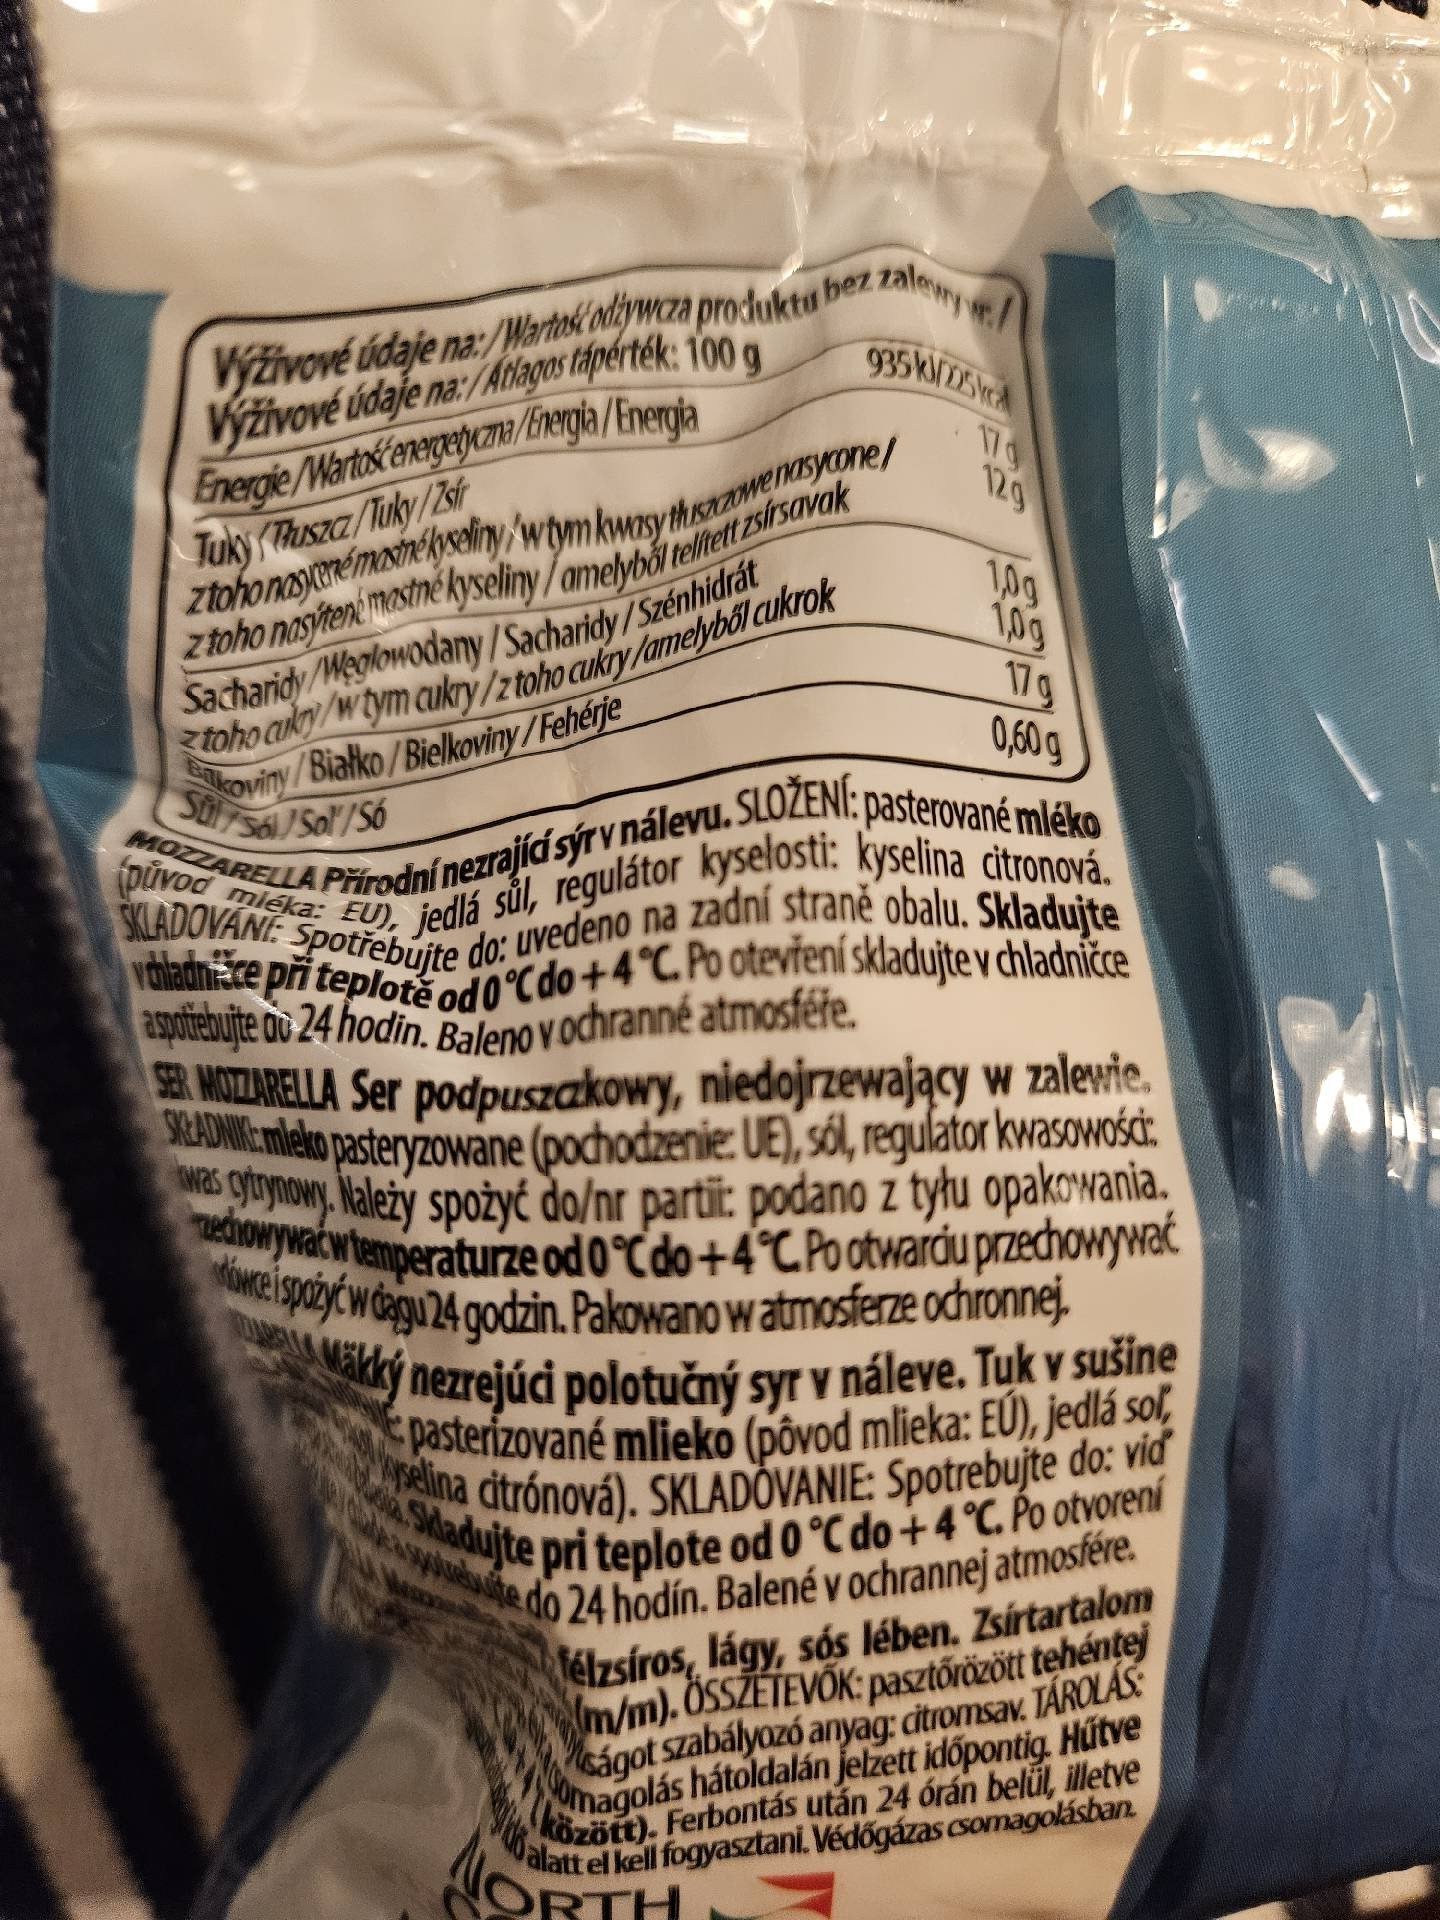 Výživové údaje na:/Wartość odżywcza produktu bez zalewy w:/
Výživové údaje na:/Átlagos tápérték: 100 g
Energie/Wartość energetyczna/Energia/Energia 935 kJ/225 kcal
Tuky/Tłuszcz/Tuky/Zsír 17 g
z toho nasycené mastné kyseliny/w tym kwasy tłuszczowe nasycone/ 12 g
z toho nasýtené mastné kyseliny/amelyből telített zsírsavak
Sacharidy/Węglowodany/Sacharidy/Szénhidrát 1,0 g
z toho cukry/w tym cukry/z toho cukry/amelyből cukrok 1,0 g
Bílkoviny/Białko/Bielkoviny/Fehérje 17 g
Sůl/Sól/Soľ/Só 0,60 g
MOZZARELLA Přírodní nezrající sýr v nálevu. SLOŽENÍ: pasterované mléko
(původ mléka: EU), jedlá sůl, regulátor kyselosti: kyselina citronová.
SKLADOVÁNÍ: Spotřebujte do: uvedeno na zadní straně obalu. Skladujte
v chladničce při teplotě od 0 °C do +4 °C. Po otevření skladujte v chladničce
a spotřebujte do 24 hodin. Baleno v ochranné atmosféře.
SER MOZZARELLA Ser podpuszczkowy, niedojrzewający w zalewie.
SKŁADNIKI: mleko pasteryzowane (pochodzenie: UE), sól, regulator kwasowości:
kwas cytrynowy. Należy spożyć do/nr partii: podano z tyłu opakowania.
w temperaturze od 0 °C do +4 °C. Po otwarciu przechowywać
i spożyć w ciągu 24 godzin. Pakowano w atmosferze ochronnej.
Mäkký nezrejúci polotučný syr v náleve. Tuk v sušine
pasterizované mlieko (pôvod mlieka: EÚ), jedlá soľ,
kyselina citrónová). SKLADOVANIE: Spotrebujte do: viď
Skladujte pri teplote od 0 °C do +4 °C. Po otvorení
a spotrebujte do 24 hodín. Balené v ochrannej atmosfére.
félzsíros, lágy, sós lében. Zsírtartalom
(m/m). ÖSSZETEVŐK: pasztőrözött tehéntej
szabályozó anyag: citromsav. TÁROLÁS:
csomagolás hátoldalán jelzett időpontig. Hűtve
között). Ferbontás után 24 órán belül, illetve
alatt el kell fogyasztani. Védőgázas csomagolásban.
NORTH